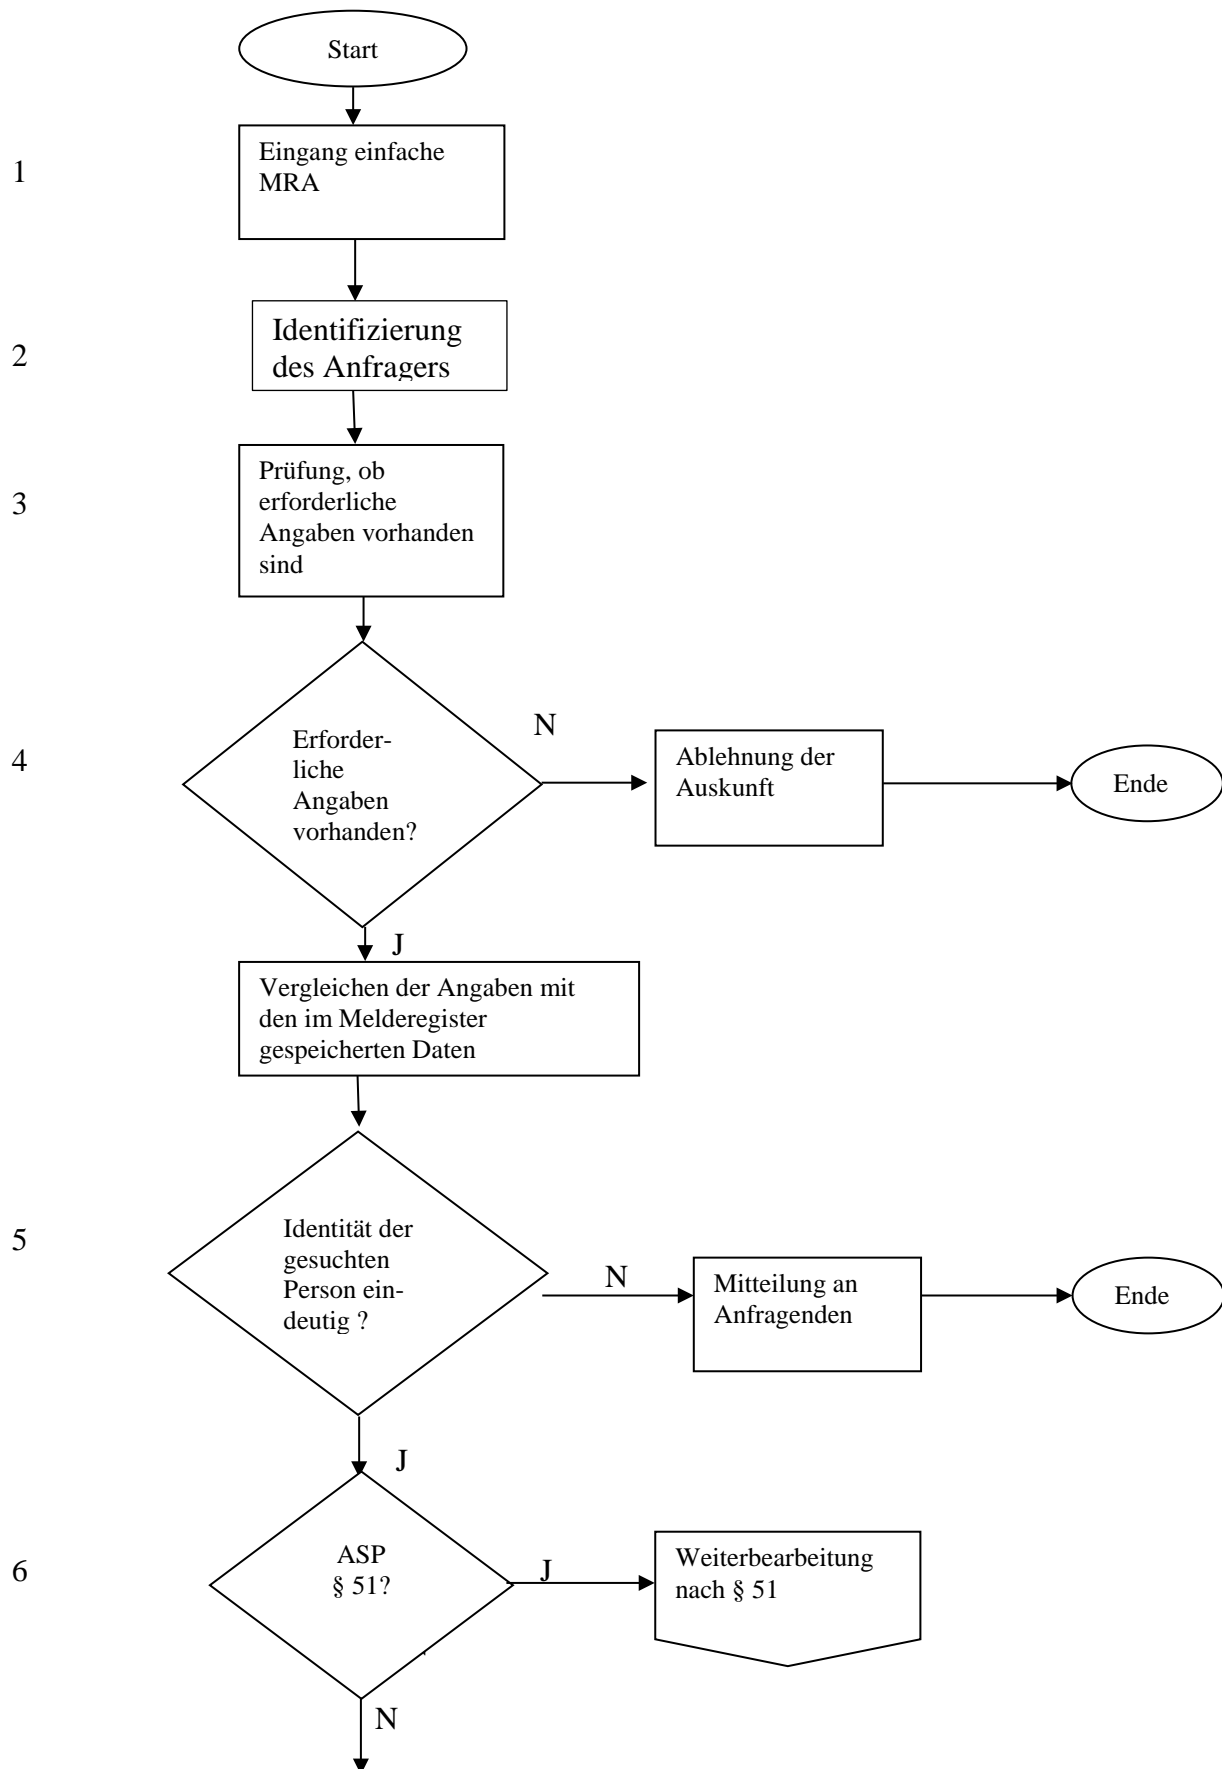 Start
1
Eingang einfache
MRA
2
Identifizierung
des Anfragers
3
Prüfung, ob
erforderliche
Angaben vorhanden
sind
4
Erforder-
liche
Angaben
vorhanden?
N
Ablehnung der
Auskunft
Ende
J
Vergleichen der Angaben mit
den im Melderegister
gespeicherten Daten
5
Identität der
gesuchten
Person ein-
deutig ?
N
Mitteilung an
Anfragenden
Ende
J
6
ASP
§ 51?
J
Weiterbearbeitung
nach § 51
N